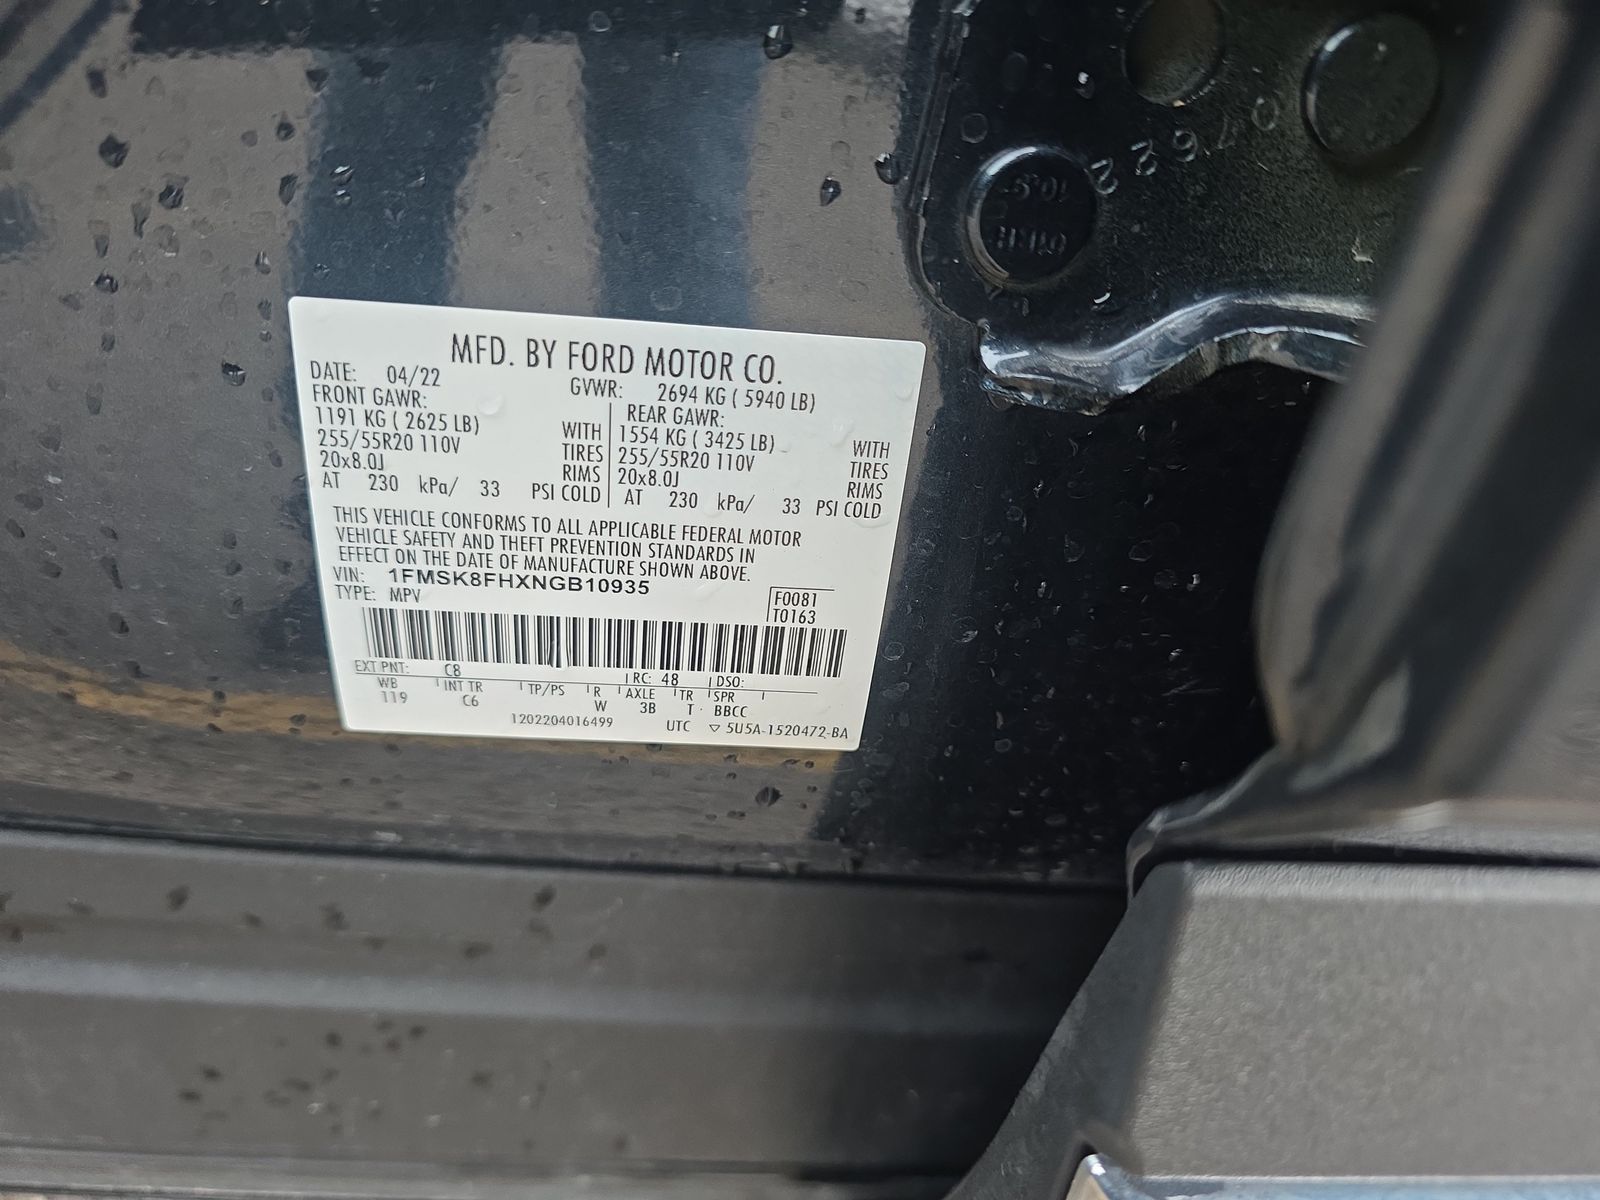 07622
MFD. BY FORD MOTOR CO.
DATE: 04/22 GVWR: 2694 KG ( 5940 LB)
FRONT GAWR: REAR GAWR:
1191 KG ( 2625 LB) WITH 1554 KG ( 3425 LB) WITH
255/55R20 110V TIRES 255/55R20 110V TIRES
20x8.0J RIMS 20x8.0J RIMS
AT 230 kPa/ 33 PSI COLD AT 230 kPa/ 33 PSI COLD
THIS VEHICLE CONFORMS TO ALL APPLICABLE FEDERAL MOTOR
VEHICLE SAFETY AND THEFT PREVENTION STANDARDS IN
EFFECT ON THE DATE OF MANUFACTURE SHOWN ABOVE.
VIN: 1FMSK8FHXNGB10935
TYPE: MPV
F0081
T0163
EXT PNT: C8 RC: 48 DSO:
WB INT TR TP/PS R AXLE TR SPR
119 C6 W 3B T BBCC
1202204016499 UTC ▽ 5U5A-1520472-BA